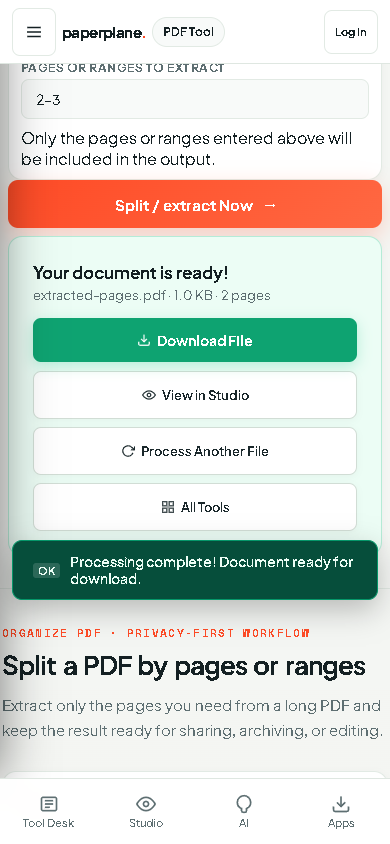 paperplane.
PDF Tool
Log In
PAGES OR RANGES TO EXTRACT
2-3
Only the pages or ranges entered above will
be included in the output.
Split / extract Now →
Your document is ready!
extracted-pages.pdf · 1.0 KB · 2 pages
Download File
View in Studio
Process Another File
All Tools
OK
Processing complete! Document ready for
download.
ORGANIZE PDF · PRIVACY-FIRST WORKFLOW
Split a PDF by pages or ranges
Extract only the pages you need from a long PDF and
keep the result ready for sharing, archiving, or editing.
Tool Desk
Studio
AI
Apps